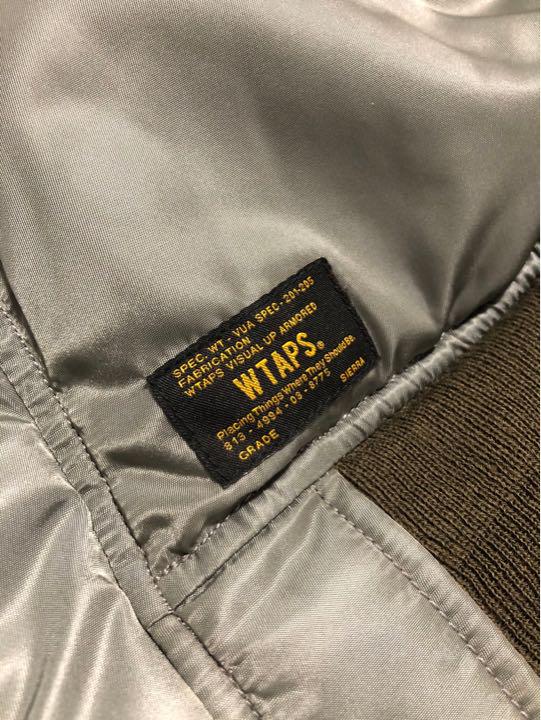 SPEC. WT - VUA SPEC - 201-205
FABRICATION
WTAPS VISUAL UP ARMORED
WTAPS®
Placing Things Where They Should Be.
813 - 4994 - 03 - 8775
GRADE SIERRA